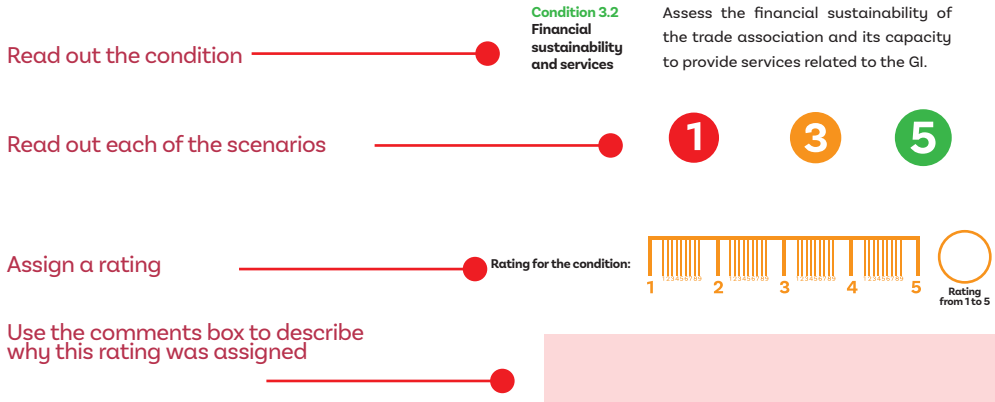 Condition 3.2
Financial
sustainability
and services
Assess the financial sustainability of
the trade association and its capacity
to provide services related to the GI.
Read out the condition
Read out each of the scenarios
1 3 5
Assign a rating
Rating for the condition:
123456789 123456789 123456789 123456789
1 2 3 4 5
Rating
from 1 to 5
Use the comments box to describe
why this rating was assigned